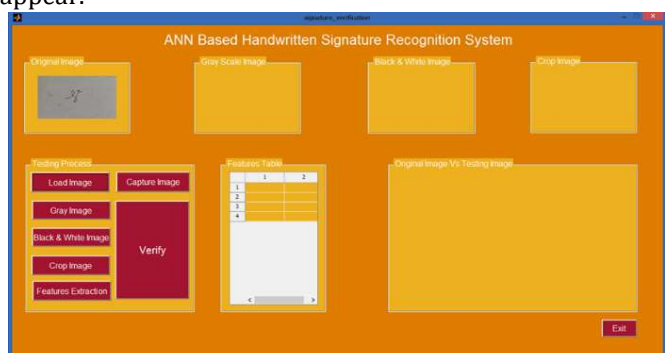 appear.
signature_verification
ANN Based Handwritten Signature Recognition System
Original Image
Gray Scale Image
Black & White Image
Crop Image
Testing Process
Features Table
Original Image Vs Testing Image
Load Image
Capture Image
1 2
1
2
3
4
Gray Image
Black & White Image
Verify
Crop Image
Features Extraction
Exit